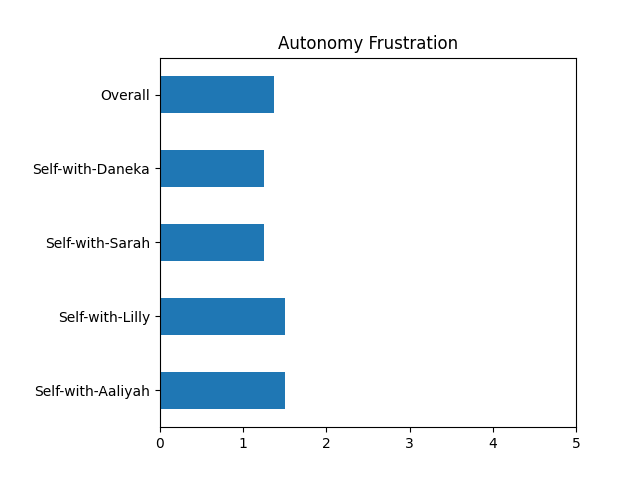 Autonomy Frustration
Overall
Self-with-Daneka
Self-with-Sarah
Self-with-Lilly
Self-with-Aaliyah
0 1 2 3 4 5